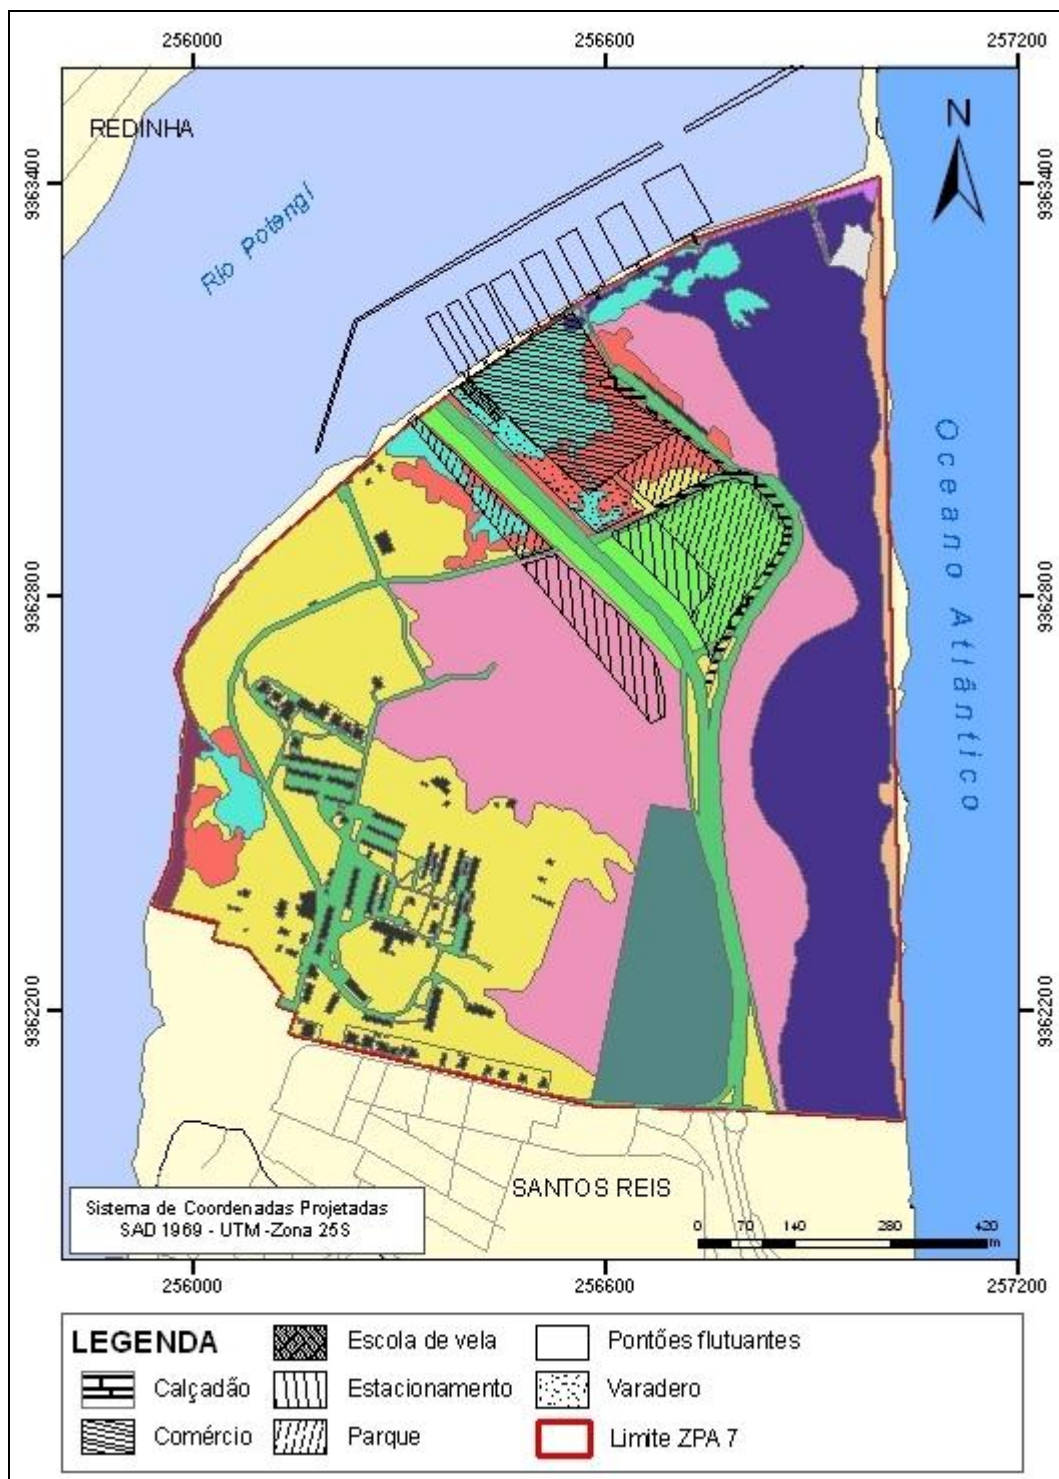 256000
256600
257200
REDINHA
N
9363400
9363400
Rio Potengi
Oceano Atlântico
9362800
9362800
9362200
9362200
SANTOS REIS
Sistema de Coordenadas Projetadas
SAD 1969 - UTM -Zona 25S
0 70 140 280 420
m
256000
256600
257200
LEGENDA
Calçadão
Comércio
Escola de vela
Estacionamento
Parque
Pontões flutuantes
Varadero
Limite ZPA 7